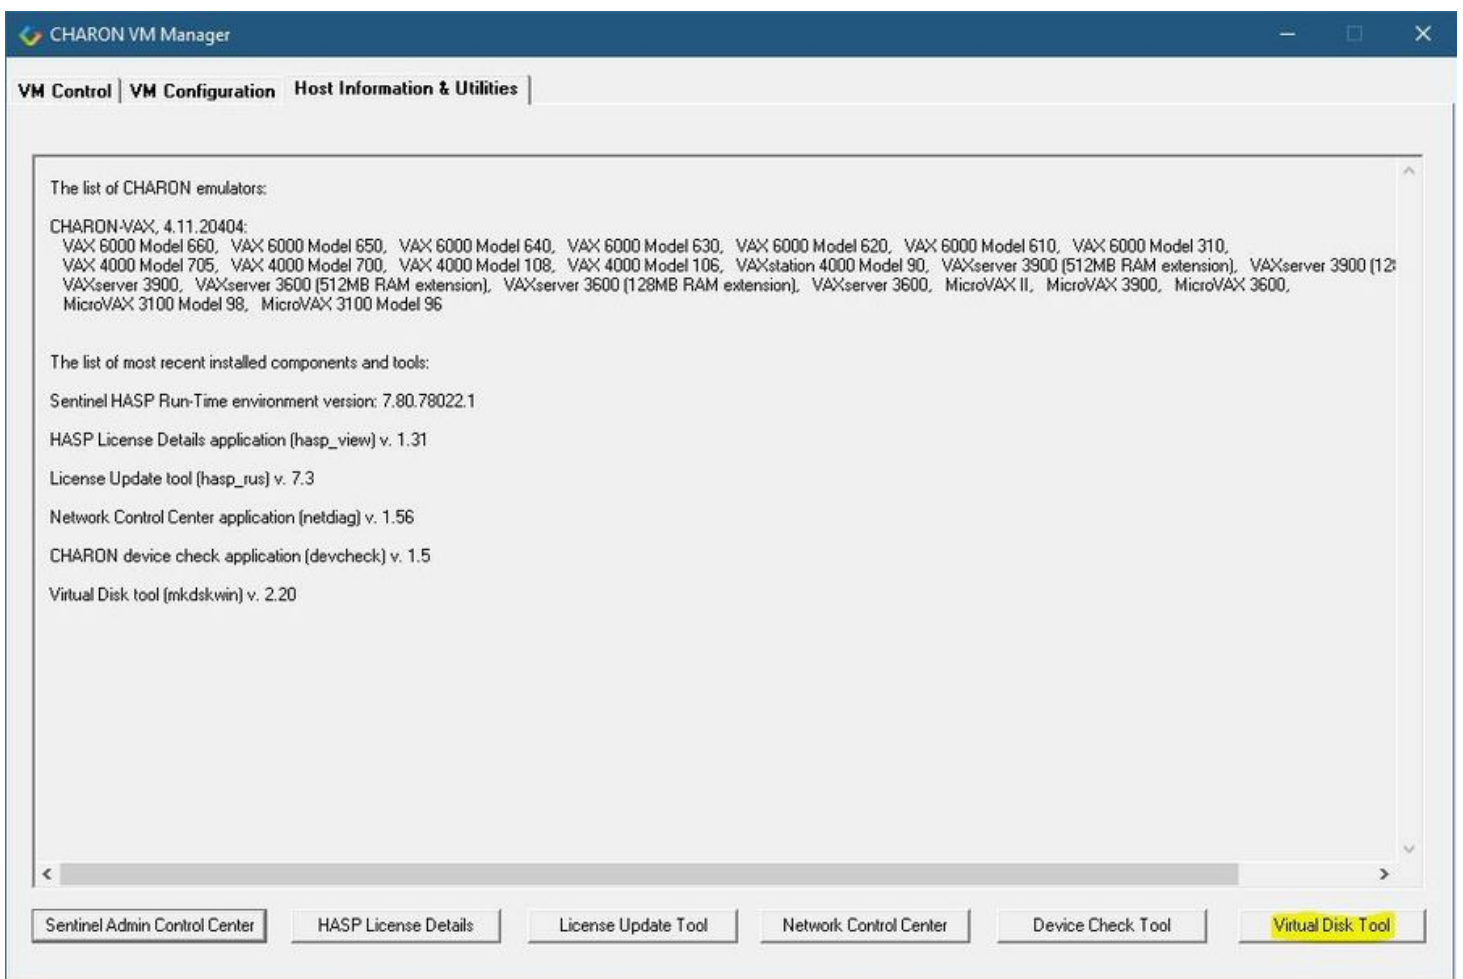 CHARON VM Manager
VM Control | VM Configuration Host Information & Utilities
The list of CHARON emulators:
CHARON-VAX, 4.11.20404:
VAX 6000 Model 660, VAX 6000 Model 650, VAX 6000 Model 640, VAX 6000 Model 630, VAX 6000 Model 620, VAX 6000 Model 610, VAX 6000 Model 310,
VAX 4000 Model 705, VAX 4000 Model 700, VAX 4000 Model 108, VAX 4000 Model 106, VAXstation 4000 Model 90, VAXserver 3900 (512MB RAM extension), VAXserver 3900
VAXserver 3900, VAXserver 3600 (512MB RAM extension), VAXserver 3600 (128MB RAM extension), VAXserver 3600, MicroVAX II, MicroVAX 3900, MicroVAX 3600,
MicroVAX 3100 Model 98, MicroVAX 3100 Model 96
The list of most recent installed components and tools:
Sentinel HASP Run-Time environment version: 7.80.78022.1
HASP License Details application (hasp_view) v. 1.31
License Update tool (hasp_rus) v. 7.3
Network Control Center application (netdiag) v. 1.56
CHARON device check application (devcheck) v. 1.5
Virtual Disk tool (mkdskwin) v. 2.20
Sentinel Admin Control Center HASP License Details License Update Tool Network Control Center Device Check Tool Virtual Disk Tool